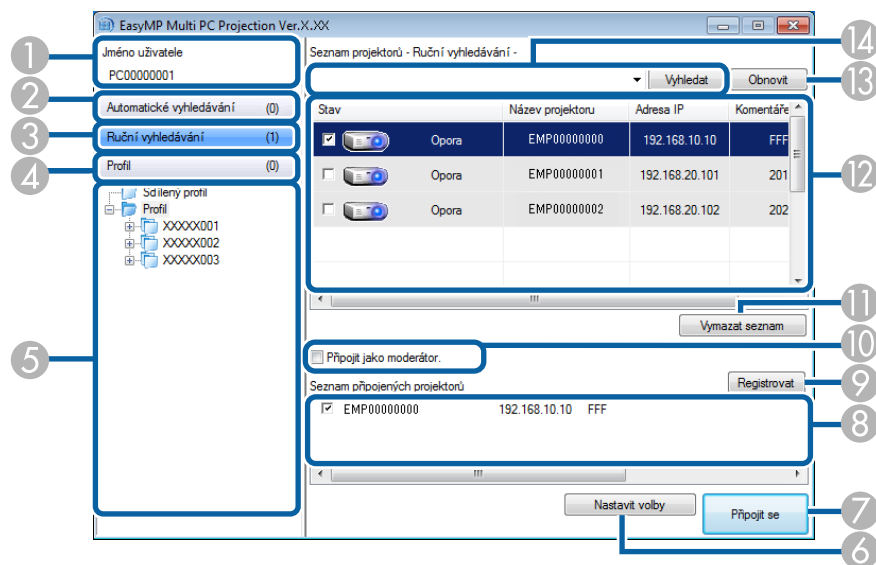 EasyMP Multi PC Projection Ver.X.XX
Jméno uživatele
PC00000001
Seznam projektorů - Ruční vyhledávání -
Vyhledat
Obnovit
Automatické vyhledávání (0)
Ruční vyhledávání (1)
Profil (0)
Sdílený profil
Profil
XXXXX001
XXXXX002
XXXXX003
Stav Název projektoru Adresa IP Komentáře
Opora EMP00000000 192.168.10.10 FFF
Opora EMP00000001 192.168.20.101 201
Opora EMP00000002 192.168.20.102 202
Vymazat seznam
Připojit jako moderátor.
Seznam připojených projektorů
Registrovat
EMP00000000 192.168.10.10 FFF
Nastavit volby
Připojit se
1
2
3
4
5
6
7
8
9
10
11
12
13
14